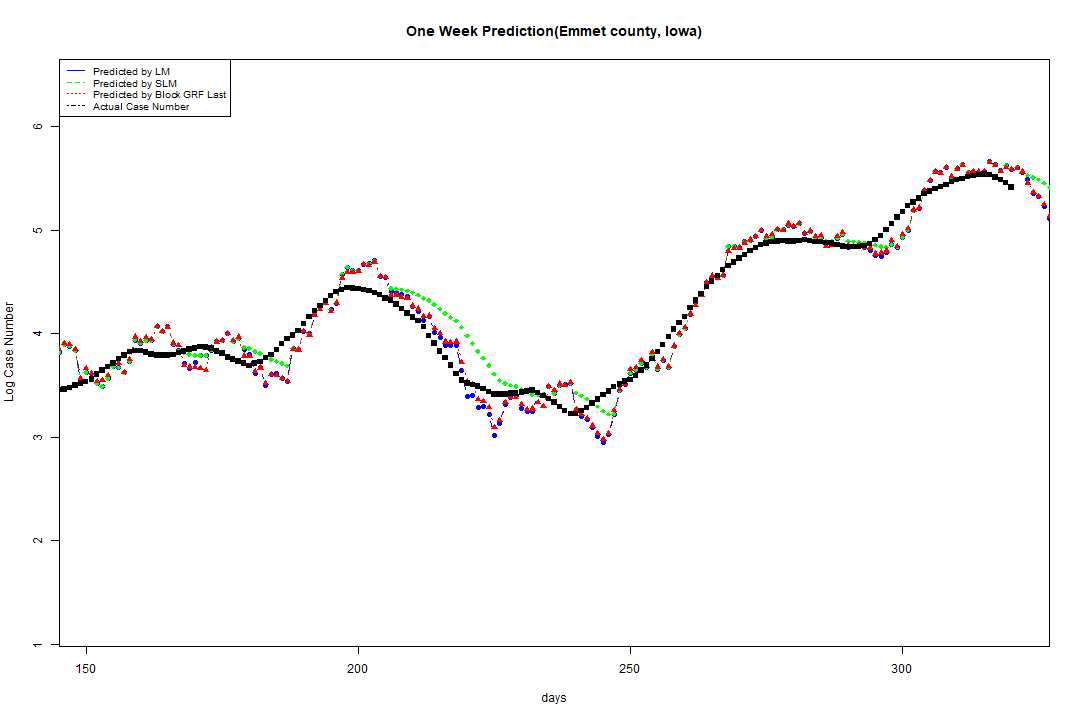 One Week Prediction(Emmet county, Iowa)
Predicted by LM
Predicted by SLM
Predicted by Block GRF Last
Actual Case Number
6
5
4
3
2
1
Log Case Number
150 200 250 300
days